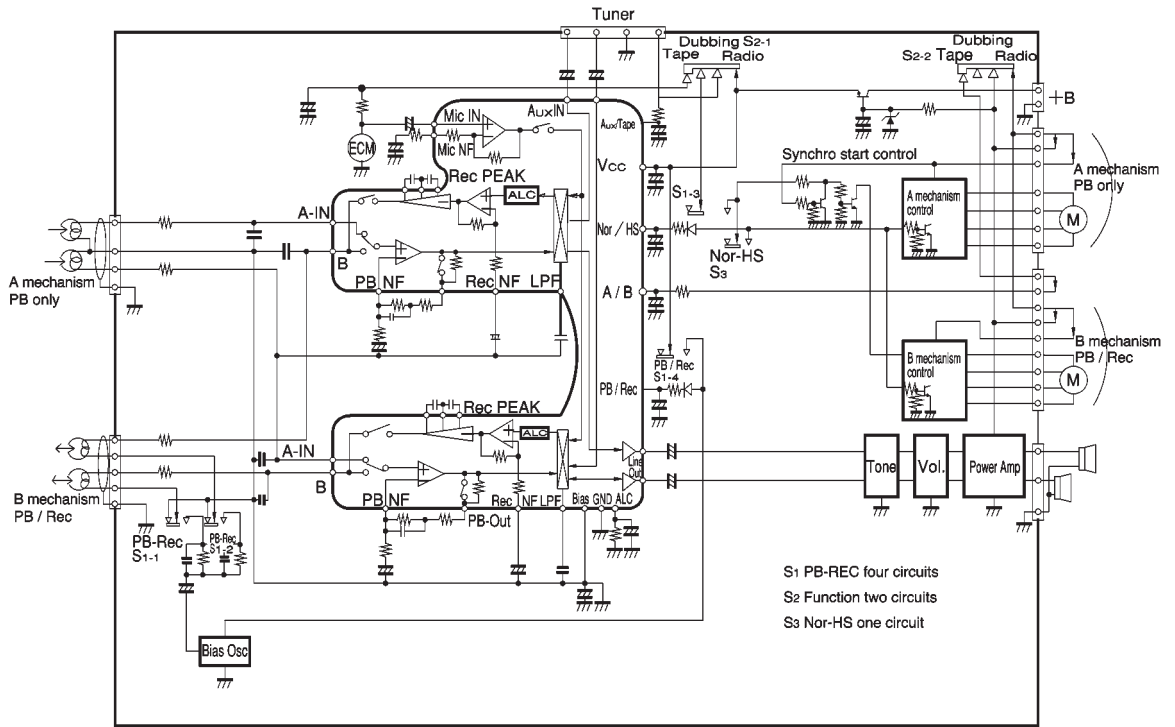 Tuner
Dubbing S2-1
Tape Radio
Dubbing
S2-2 Tape Radio
+B
Mic IN
AuxIN
Aux/Tape
ECM
Mic NF
Vcc
Synchro start control
A mechanism
PB only
Rec PEAK
ALC
S1-3
A mechanism
control
M
A-IN
Nor / HS
Nor-HS
S3
B
A mechanism
PB only
PB NF
Rec NF
LPF
A / B
B mechanism
PB / Rec
PB / Rec
S1-4
B mechanism
control
M
PB / Rec
Rec PEAK
ALC
A-IN
B
Line
Out
Tone
Vol.
Power Amp
B mechanism
PB / Rec
PB NF
Rec NF LPF
Bias GND ALC
PB-Out
PB-Rec
S1-1
PB-Rec
S1-2
S1 PB-REC four circuits
S2 Function two circuits
S3 Nor-HS one circuit
Bias Osc